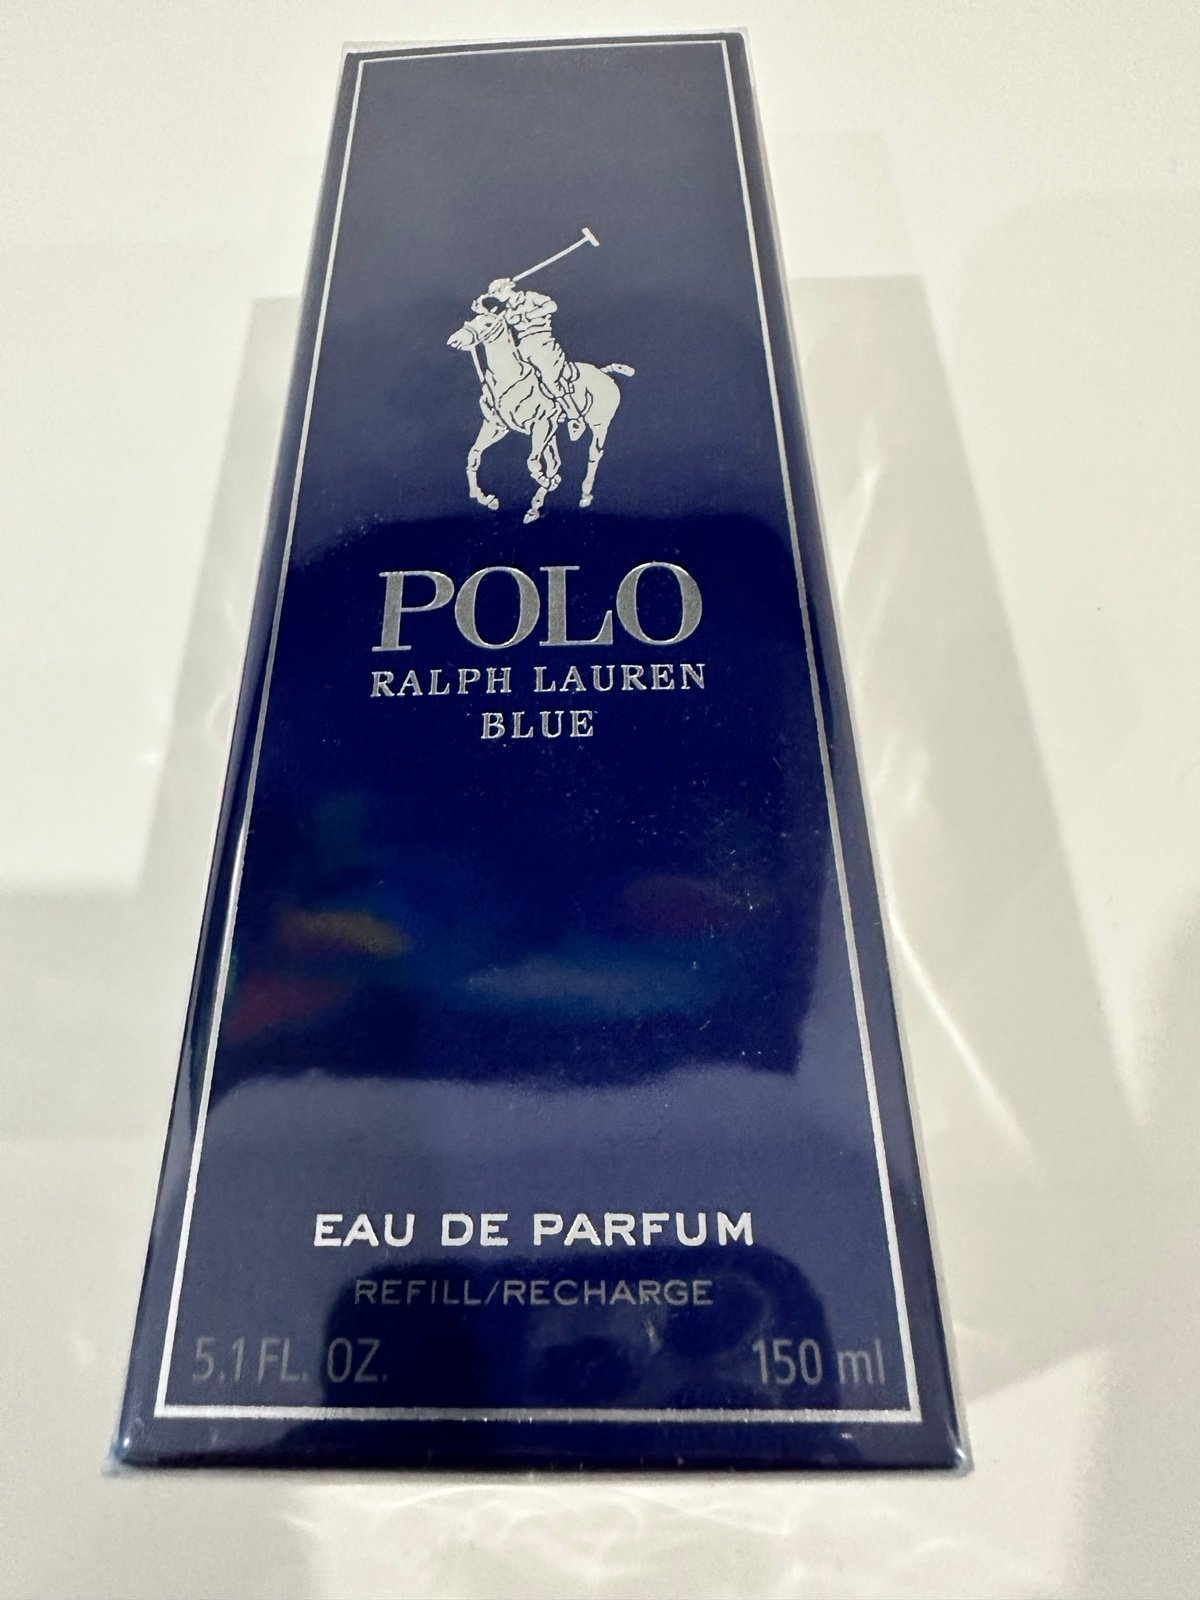 POLO
RALPH LAUREN
BLUE
EAU DE PARFUM
REFILL/RECHARGE
5.1 FL. OZ. 150 ml